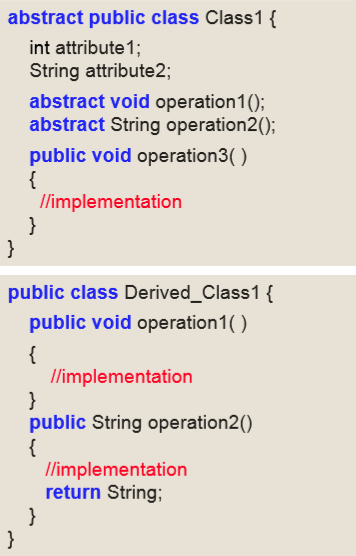 abstract public class Class1 {
int attribute1;
String attribute2;
abstract void operation1();
abstract String operation2();
public void operation3( )
{
//implementation
}
}
public class Derived_Class1 {
public void operation1( )
{
//implementation
}
public String operation2()
{
//implementation
return String;
}
}